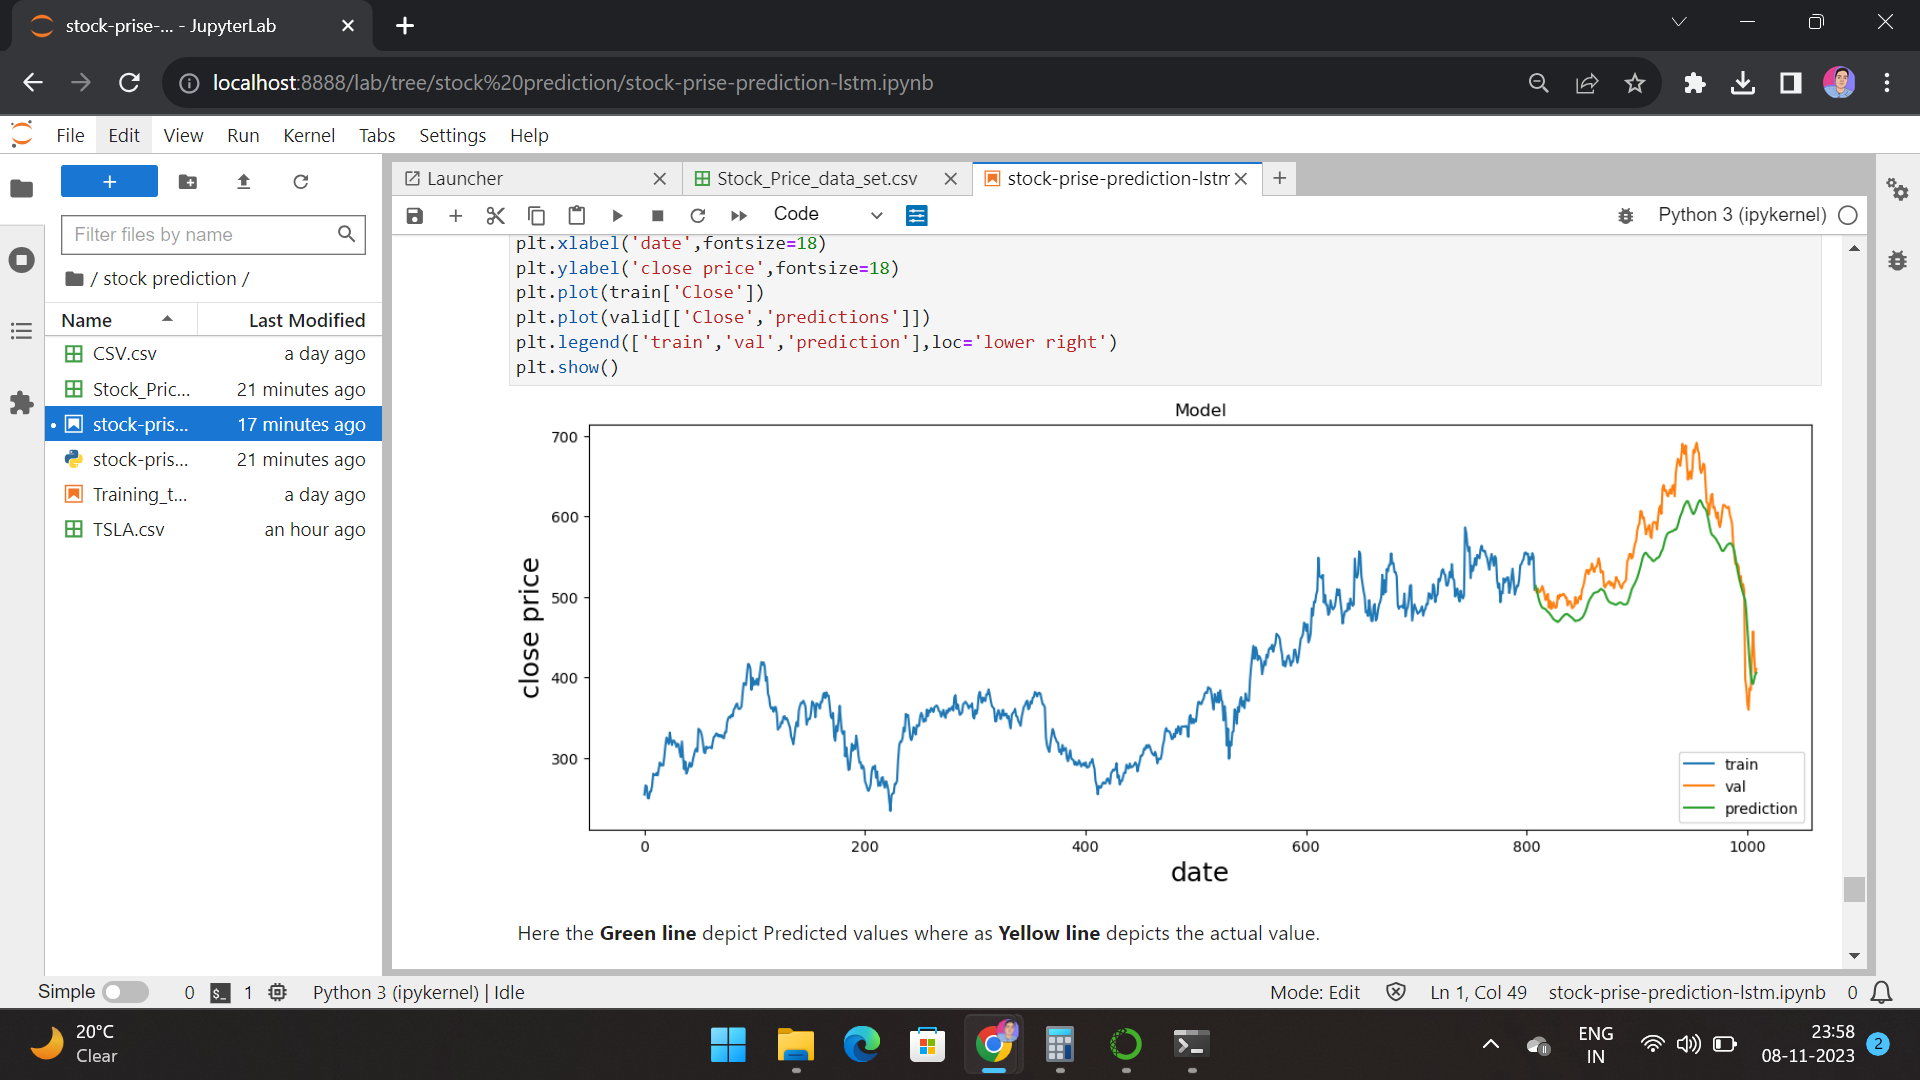 stock-prise-... - JupyterLab
localhost:8888/lab/tree/stock%20prediction/stock-prise-prediction-lstm.ipynb
File Edit View Run Kernel Tabs Settings Help
Launcher
Stock_Price_data_set.csv
stock-prise-prediction-lstm
Code
Python 3 (ipykernel)
Filter files by name
/ stock prediction /
Name Last Modified
CSV.csv a day ago
Stock_Pric... 21 minutes ago
stock-pris... 17 minutes ago
stock-pris... 21 minutes ago
Training_t... a day ago
TSLA.csv an hour ago
plt.xlabel('date',fontsize=18)
plt.ylabel('close price',fontsize=18)
plt.plot(train['Close'])
plt.plot(valid[['Close','predictions']])
plt.legend(['train','val','prediction'],loc='lower right')
plt.show()
Model
700
600
500
400
300
close price
train
val
prediction
0 200 400 600 800 1000
date
Here the Green line depict Predicted values where as Yellow line depicts the actual value.
Simple 0 $_ 1 Python 3 (ipykernel) | Idle
Mode: Edit Ln 1, Col 49 stock-prise-prediction-lstm.ipynb 0
20°C
Clear
ENG
IN
23:58
08-11-2023
2